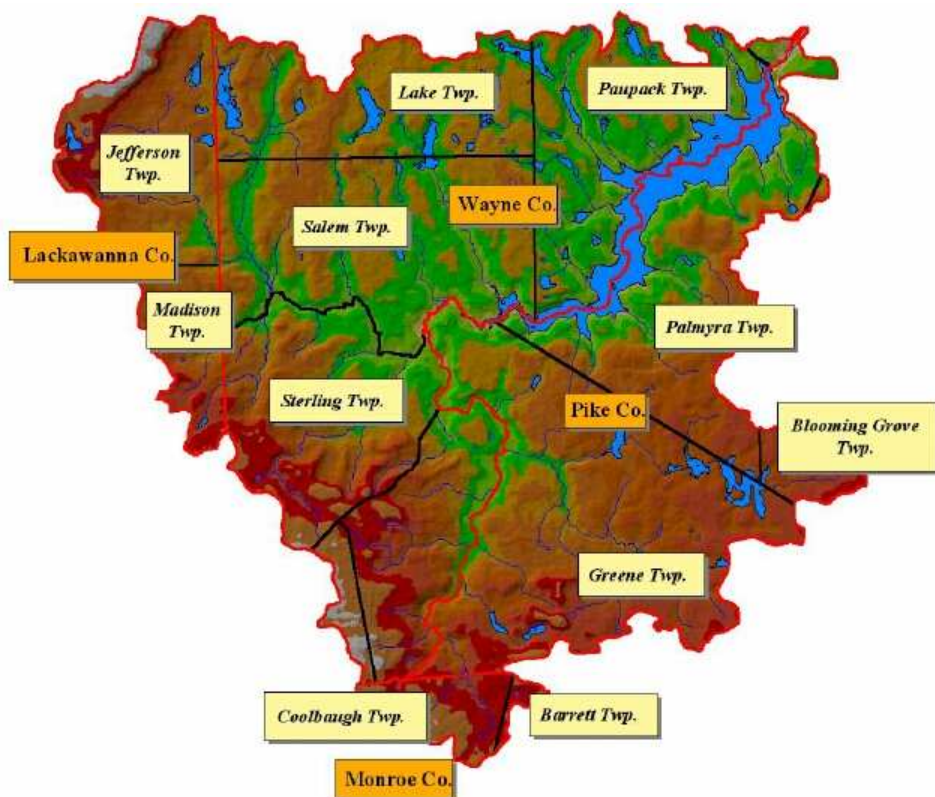 Lake Twp.
Paupack Twp.
Jefferson
Twp.
Wayne Co.
Salem Twp.
Lackawanna Co.
Madison
Twp.
Palmyra Twp.
Sterling Twp.
Pike Co.
Blooming Grove
Twp.
Greene Twp.
Coolbaugh Twp.
Barrett Twp.
Monroe Co.